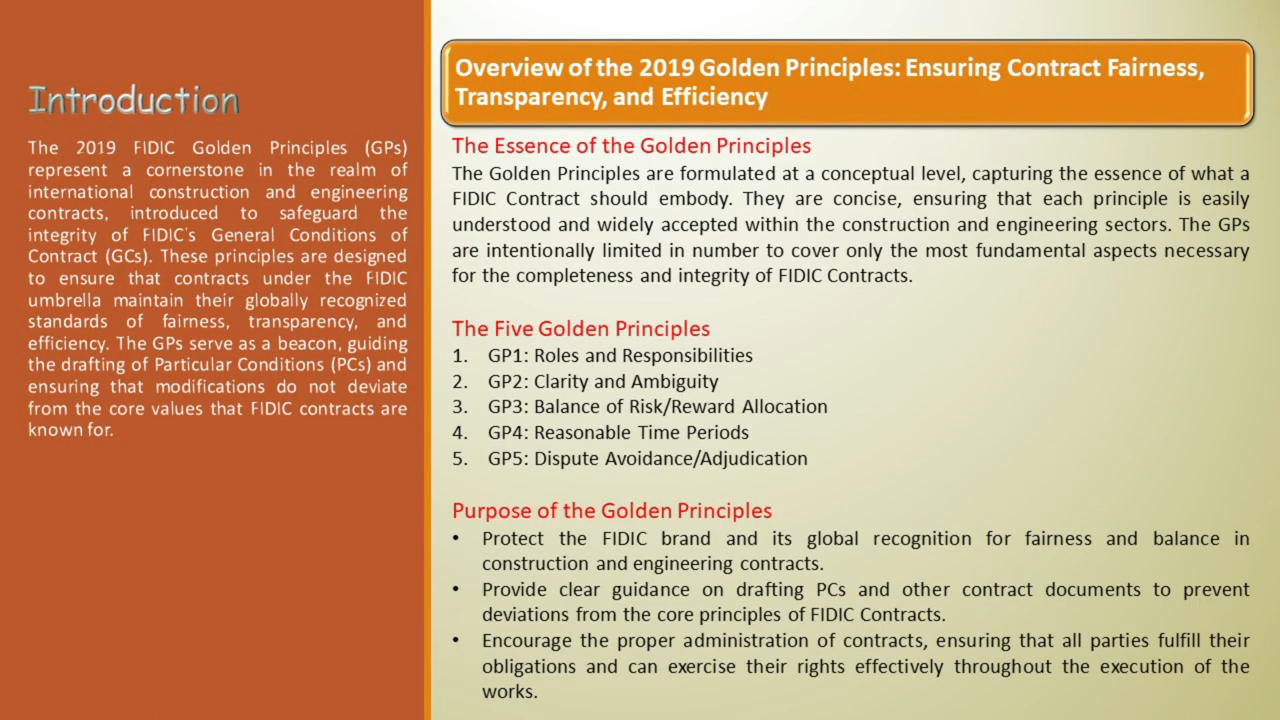 Introduction
The 2019 FIDIC Golden Principles (GPs)
represent a cornerstone in the realm of
international construction and engineering
contracts, introduced to safeguard the
integrity of FIDIC's General Conditions of
Contract (GCs). These principles are designed
to ensure that contracts under the FIDIC
umbrella maintain their globally recognized
standards of fairness, transparency, and
efficiency. The GPs serve as a beacon, guiding
the drafting of Particular Conditions (PCs) and
ensuring that modifications do not deviate
from the core values that FIDIC contracts are
known for.
Overview of the 2019 Golden Principles: Ensuring Contract Fairness,
Transparency, and Efficiency
The Essence of the Golden Principles
The Golden Principles are formulated at a conceptual level, capturing the essence of what a
FIDIC Contract should embody. They are concise, ensuring that each principle is easily
understood and widely accepted within the construction and engineering sectors. The GPs
are intentionally limited in number to cover only the most fundamental aspects necessary
for the completeness and integrity of FIDIC Contracts.
The Five Golden Principles
1. GP1: Roles and Responsibilities
2. GP2: Clarity and Ambiguity
3. GP3: Balance of Risk/Reward Allocation
4. GP4: Reasonable Time Periods
5. GP5: Dispute Avoidance/Adjudication
Purpose of the Golden Principles
• Protect the FIDIC brand and its global recognition for fairness and balance in
construction and engineering contracts.
• Provide clear guidance on drafting PCs and other contract documents to prevent
deviations from the core principles of FIDIC Contracts.
• Encourage the proper administration of contracts, ensuring that all parties fulfill their
obligations and can exercise their rights effectively throughout the execution of the
works.